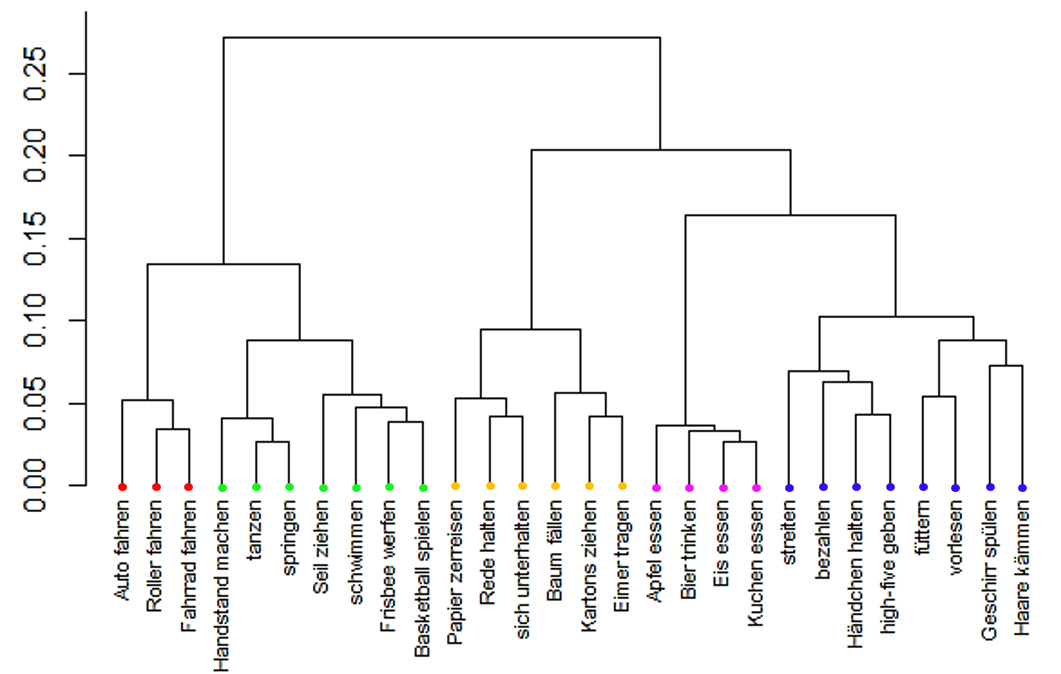 0.25
0.20
0.15
0.10
0.05
0.00
Auto fahren
Roller fahren
Fahrrad fahren
Handstand machen
tanzen
springen
Seil ziehen
schwimmen
Frisbee werfen
Basketball spielen
Papier zerreisen
Rede halten
sich unterhalten
Baum fällen
Kartons ziehen
Eimer tragen
Apfel essen
Bier trinken
Eis essen
Kuchen essen
streiten
bezahlen
Händchen halten
high-five geben
füttern
vorlesen
Geschirr spülen
Haare kämmen